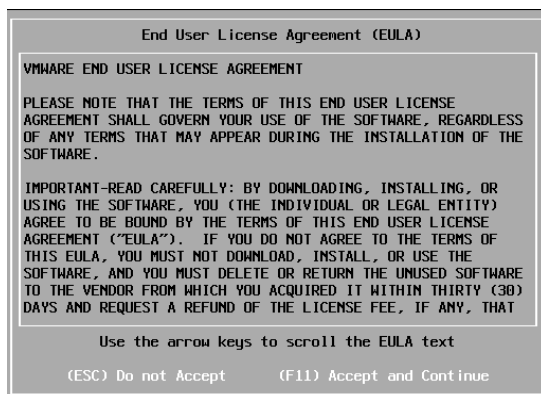 End User License Agreement (EULA)
VMWARE END USER LICENSE AGREEMENT
PLEASE NOTE THAT THE TERMS OF THIS END USER LICENSE
AGREEMENT SHALL GOVERN YOUR USE OF THE SOFTWARE, REGARDLESS
OF ANY TERMS THAT MAY APPEAR DURING THE INSTALLATION OF THE
SOFTWARE.
IMPORTANT-READ CAREFULLY: BY DOWNLOADING, INSTALLING, OR
USING THE SOFTWARE, YOU (THE INDIVIDUAL OR LEGAL ENTITY)
AGREE TO BE BOUND BY THE TERMS OF THIS END USER LICENSE
AGREEMENT ("EULA"). IF YOU DO NOT AGREE TO THE TERMS OF
THIS EULA, YOU MUST NOT DOWNLOAD, INSTALL, OR USE THE
SOFTWARE, AND YOU MUST DELETE OR RETURN THE UNUSED SOFTWARE
TO THE VENDOR FROM WHICH YOU ACQUIRED IT WITHIN THIRTY (30)
DAYS AND REQUEST A REFUND OF THE LICENSE FEE, IF ANY, THAT
Use the arrow keys to scroll the EULA text
(ESC) Do not Accept (F11) Accept and Continue